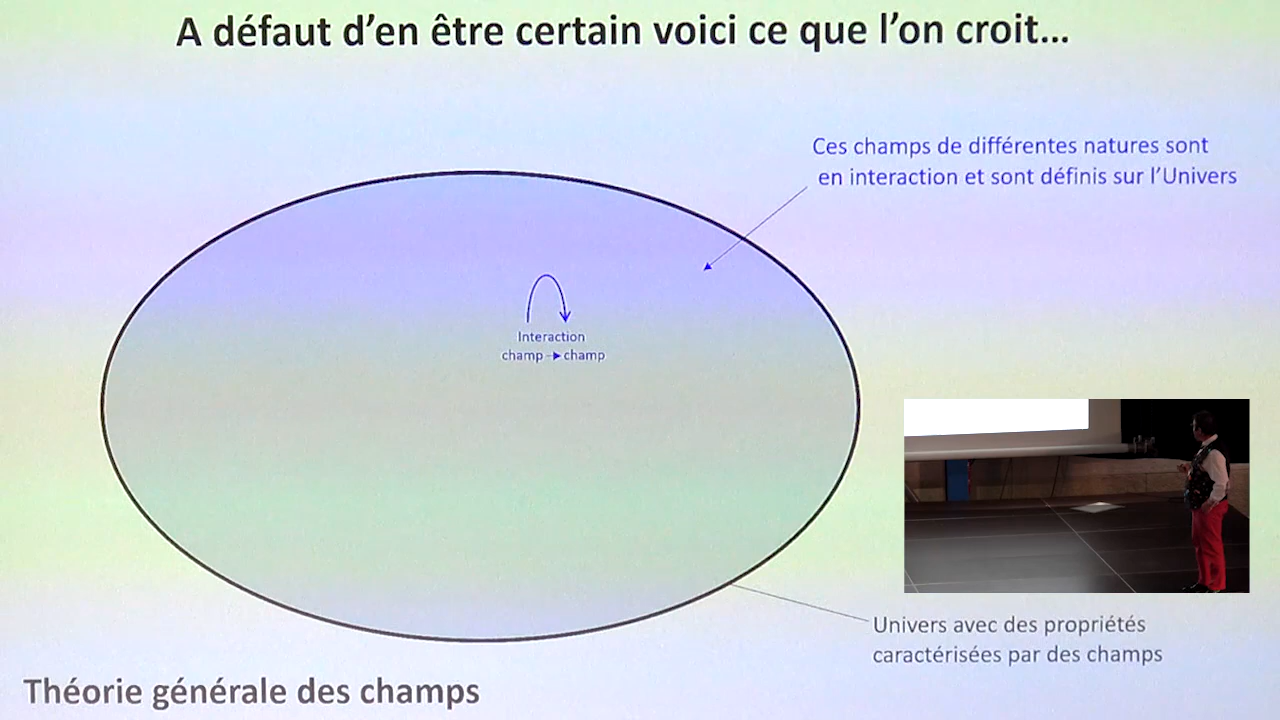 A défaut d'en être certain voici ce que l'on croit...
Ces champs de différentes natures sont
en interaction et sont définis sur l'Univers
Interaction
champ → champ
Univers avec des propriétés
caractérisées par des champs
Théorie générale des champs